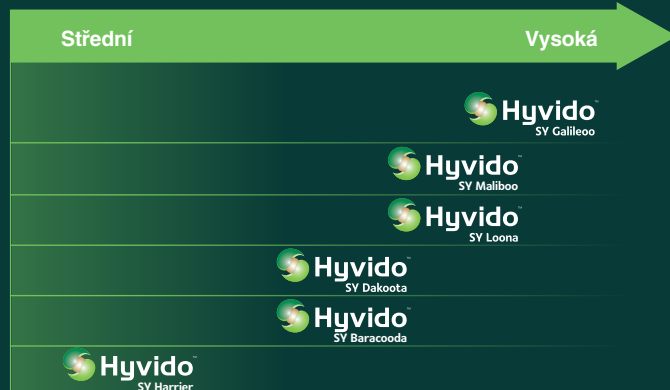 Střední Vysoká
Hyvido™
SY Galileoo
Hyvido™
SY Maliboo
Hyvido™
SY Loona
Hyvido™
SY Dakoota
Hyvido™
SY Baracooda
Hyvido™
SY Harrier